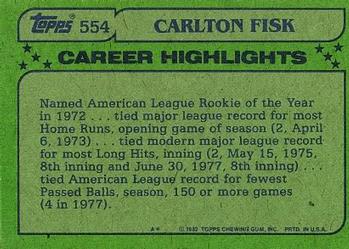 TOPPS 554 CARLTON FISK
CAREER HIGHLIGHTS
Named American League Rookie of the Year
in 1972 . . . tied major league record for most
Home Runs, opening game of season (2, April
6, 1973) . . . tied modern major league record
for most Long Hits, inning (2, May 15, 1975,
8th inning and June 30, 1977, 8th inning) . . .
tied American League record for fewest
Passed Balls, season, 150 or more games
(4 in 1977).
A* © 1982 TOPPS CHEWING GUM, INC. PRTD. IN U.S.A.